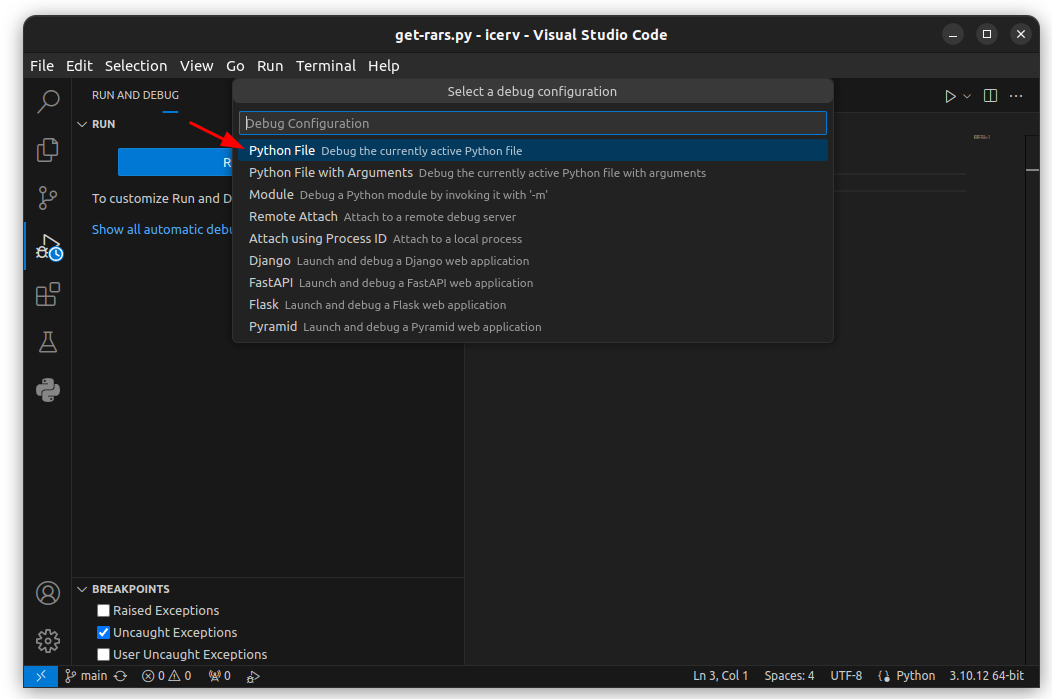 get-rars.py - icerv - Visual Studio Code
File Edit Selection View Go Run Terminal Help
RUN AND DEBUG
Select a debug configuration
RUN
Debug Configuration
R
Python File Debug the currently active Python file
Python File with Arguments Debug the currently active Python file with arguments
Module Debug a Python module by invoking it with '-m'
To customize Run and D
Remote Attach Attach to a remote debug server
Show all automatic debu
Attach using Process ID Attach to a local process
Django Launch and debug a Django web application
FastAPI Launch and debug a FastAPI web application
Flask Launch and debug a Flask web application
Pyramid Launch and debug a Pyramid web application
BREAKPOINTS
Raised Exceptions
Uncaught Exceptions
User Uncaught Exceptions
main 0 0 0 Ln 3, Col 1 Spaces: 4 UTF-8 Python 3.10.12 64-bit